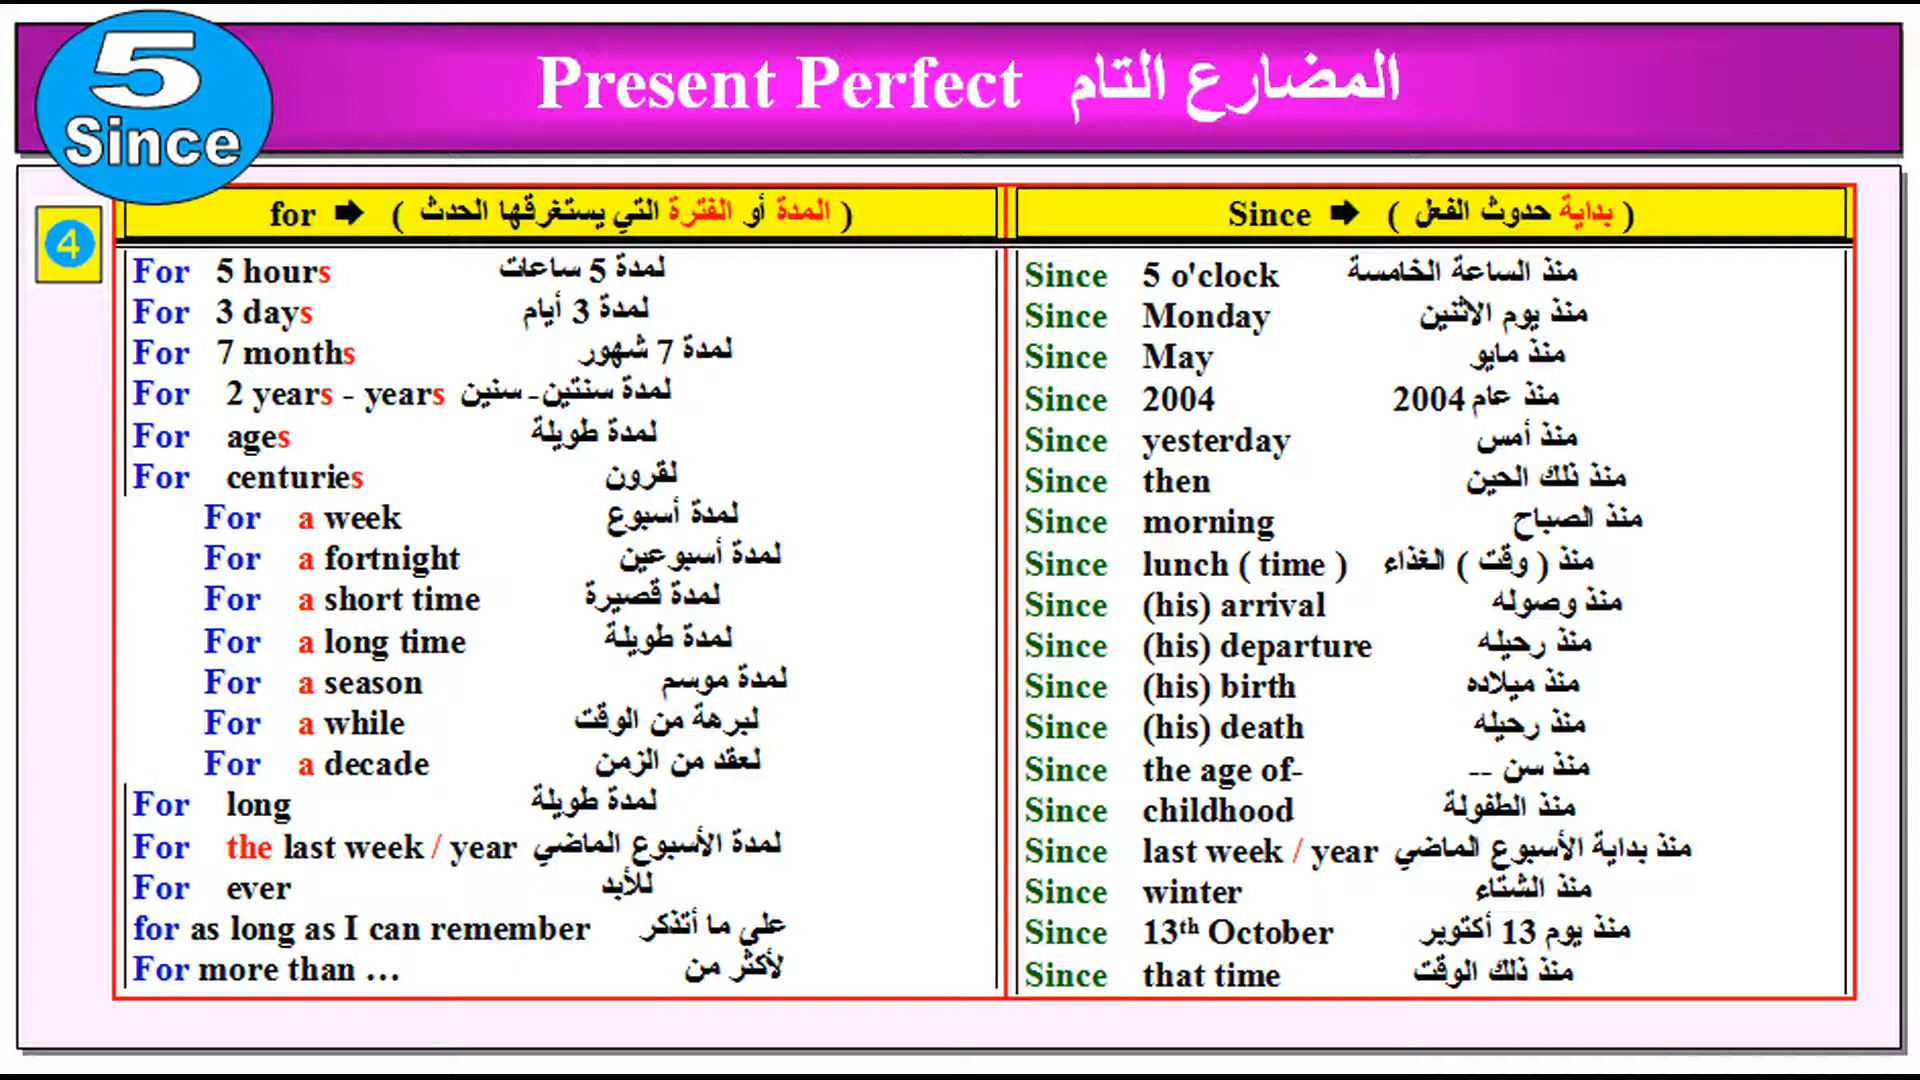 5
Since
Present Perfect المضارع التام
4
for ➡ ( المدة أو الفترة التي يستغرقها الحدث )
For 5 hours لمدة 5 ساعات
For 3 days لمدة 3 أيام
For 7 months لمدة 7 شهور
For 2 years - years لمدة سنتين- سنين
For ages لمدة طويلة
For centuries لقرون
For a week لمدة أسبوع
For a fortnight لمدة أسبوعين
For a short time لمدة قصيرة
For a long time لمدة طويلة
For a season لمدة موسم
For a while لبرهة من الوقت
For a decade لعقد من الزمن
For long لمدة طويلة
For the last week / year لمدة الأسبوع الماضي
For ever للأبد
for as long as I can remember على ما أتذكر
For more than … لأكثر من
Since ➡ ( بداية حدوث الفعل )
Since 5 o'clock منذ الساعة الخامسة
Since Monday منذ يوم الاثنين
Since May منذ مايو
Since 2004 منذ عام 2004
Since yesterday منذ أمس
Since then منذ ذلك الحين
Since morning منذ الصباح
Since lunch ( time ) منذ ( وقت ) الغذاء
Since (his) arrival منذ وصوله
Since (his) departure منذ رحيله
Since (his) birth منذ ميلاده
Since (his) death منذ رحيله
Since the age of- منذ سن --
Since childhood منذ الطفولة
Since last week / year منذ بداية الأسبوع الماضي
Since winter منذ الشتاء
Since 13th October منذ يوم 13 أكتوبر
Since that time منذ ذلك الوقت